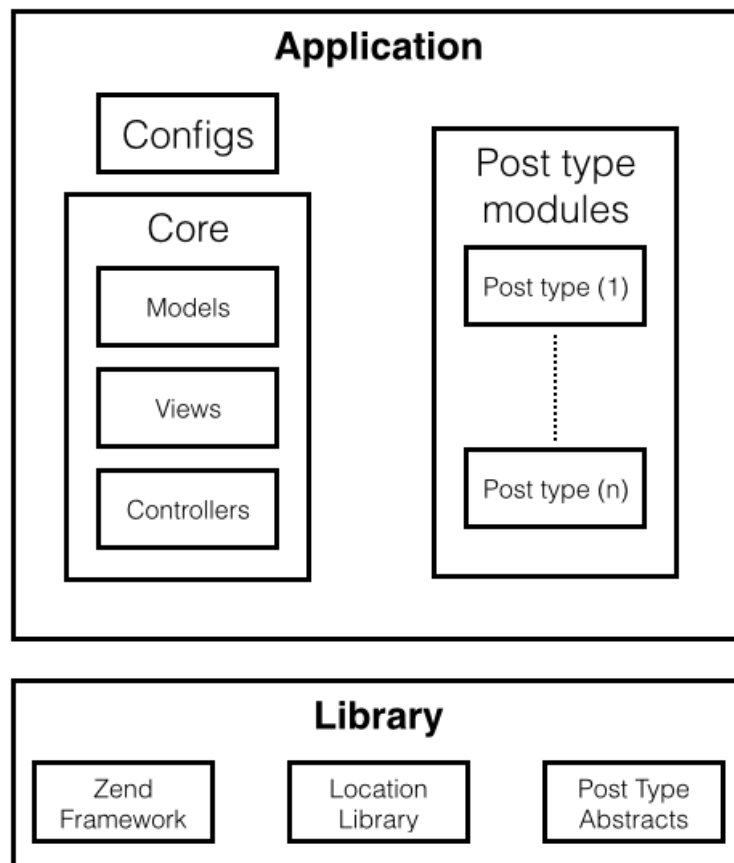 Application
Configs
Core
Models
Views
Controllers
Post type
modules
Post type (1)
Post type (n)
Library
Zend
Framework
Location
Library
Post Type
Abstracts